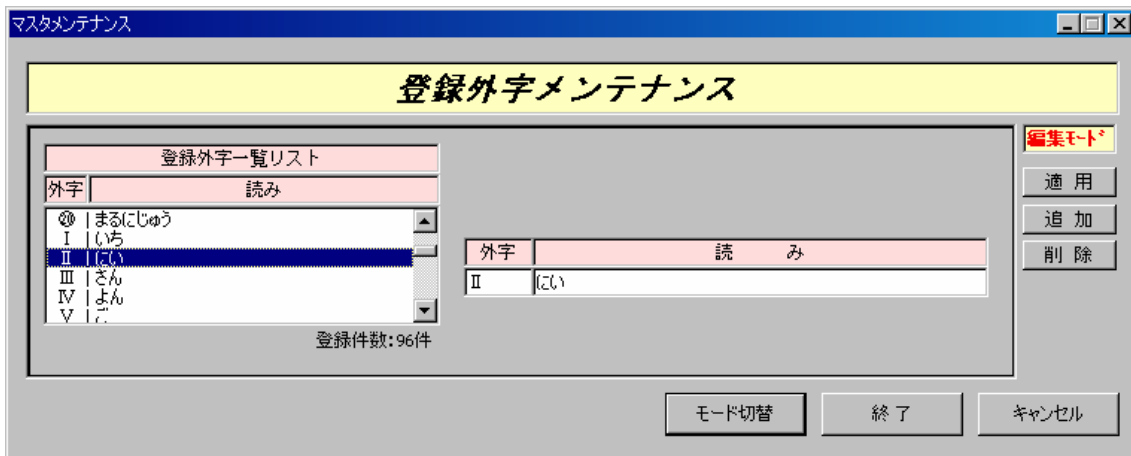 マスタメンテナンス
登録外字メンテナンス
編集モード
登録外字一覧リスト
外字 読み
⑳ | まるにじゅう
Ⅰ | いち
Ⅱ | にい
Ⅲ | さん
Ⅳ | よん
Ⅴ | ご
登録件数:96件
外字 読 み
Ⅱ にい
適 用
追 加
削 除
モード切替 終 了 キャンセル